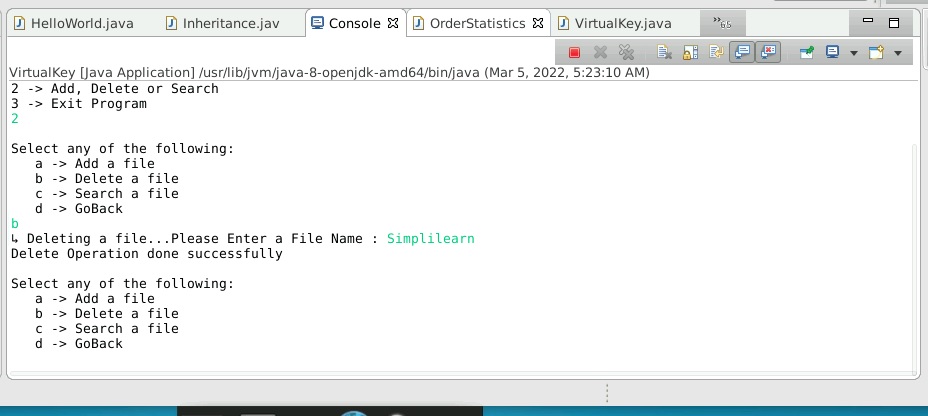 HelloWorld.java Inheritance.jav Console OrderStatistics VirtualKey.java »65
VirtualKey [Java Application] /usr/lib/jvm/java-8-openjdk-amd64/bin/java (Mar 5, 2022, 5:23:10 AM)
2 -> Add, Delete or Search
3 -> Exit Program
2
Select any of the following:
a -> Add a file
b -> Delete a file
c -> Search a file
d -> GoBack
b
↳ Deleting a file...Please Enter a File Name : Simplilearn
Delete Operation done successfully
Select any of the following:
a -> Add a file
b -> Delete a file
c -> Search a file
d -> GoBack